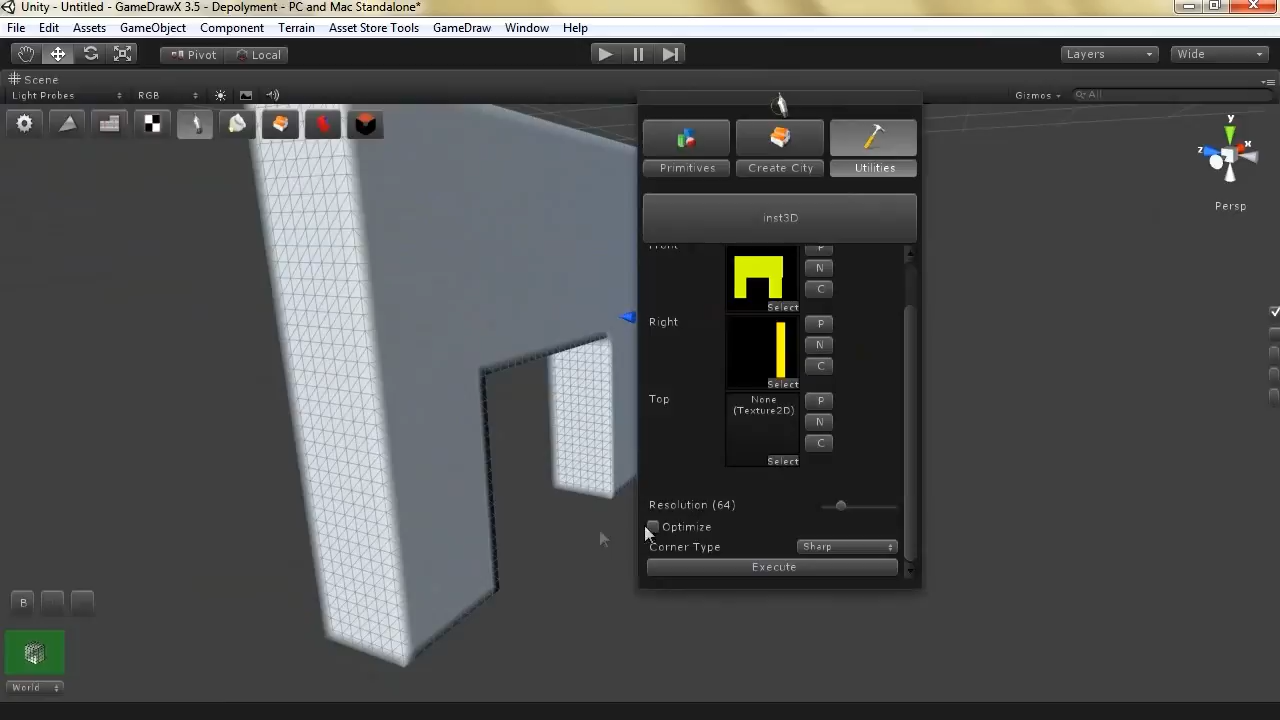 Unity - Untitled - GameDrawX 3.5 - Depolyment - PC and Mac Standalone*
File Edit Assets GameObject Component Terrain Asset Store Tools GameDraw Window Help
Pivot Local Layers Wide
Scene
Light Probes RGB Gizmos All
Primitives Create City Utilities
inst3D
Front P
N
C
Select
Right P
N
C
Select
Top None P
(Texture2D)
N
C
Select
Resolution (64)
Optimize
Corner Type Sharp
Execute
y
z x
Persp
B
World